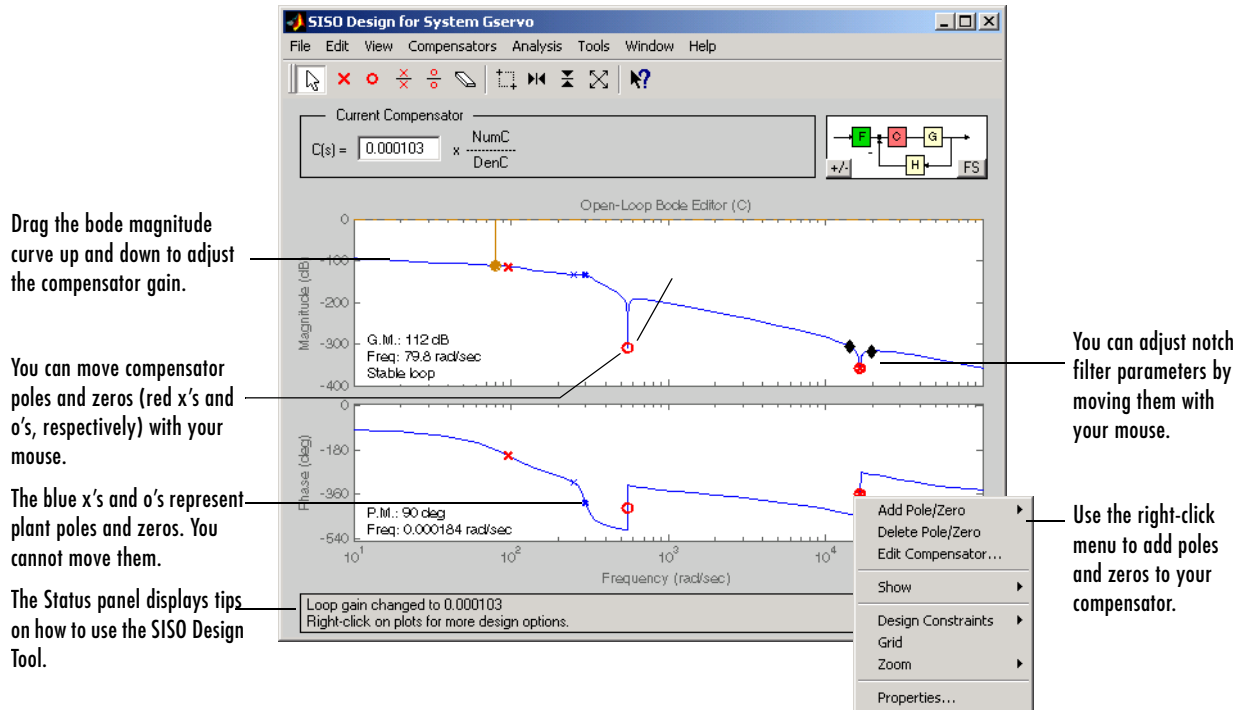 SISO Design for System Gservo
File Edit View Compensators Analysis Tools Window Help
Current Compensator
C(s) = 0.000103 x NumC
DenC
F C G
H
+/- FS
Open-Loop Bode Editor (C)
Magnitude (dB)
0
-100
-200
-300
-400
G.M.: 112 dB
Freq: 79.8 rad/sec
Stable loop
Phase (deg)
0
-180
-360
-540
P.M.: 90 deg
Freq: 0.000184 rad/sec
10^1 10^2 10^3 10^4
Frequency (rad/sec)
Loop gain changed to 0.000103
Right-click on plots for more design options.
Add Pole/Zero
Delete Pole/Zero
Edit Compensator...
Show
Design Constraints
Grid
Zoom
Properties...
Drag the bode magnitude
curve up and down to adjust
the compensator gain.
You can move compensator
poles and zeros (red x's and
o's, respectively) with your
mouse.
The blue x's and o's represent
plant poles and zeros. You
cannot move them.
The Status panel displays tips
on how to use the SISO Design
Tool.
You can adjust notch
filter parameters by
moving them with
your mouse.
Use the right-click
menu to add poles
and zeros to your
compensator.